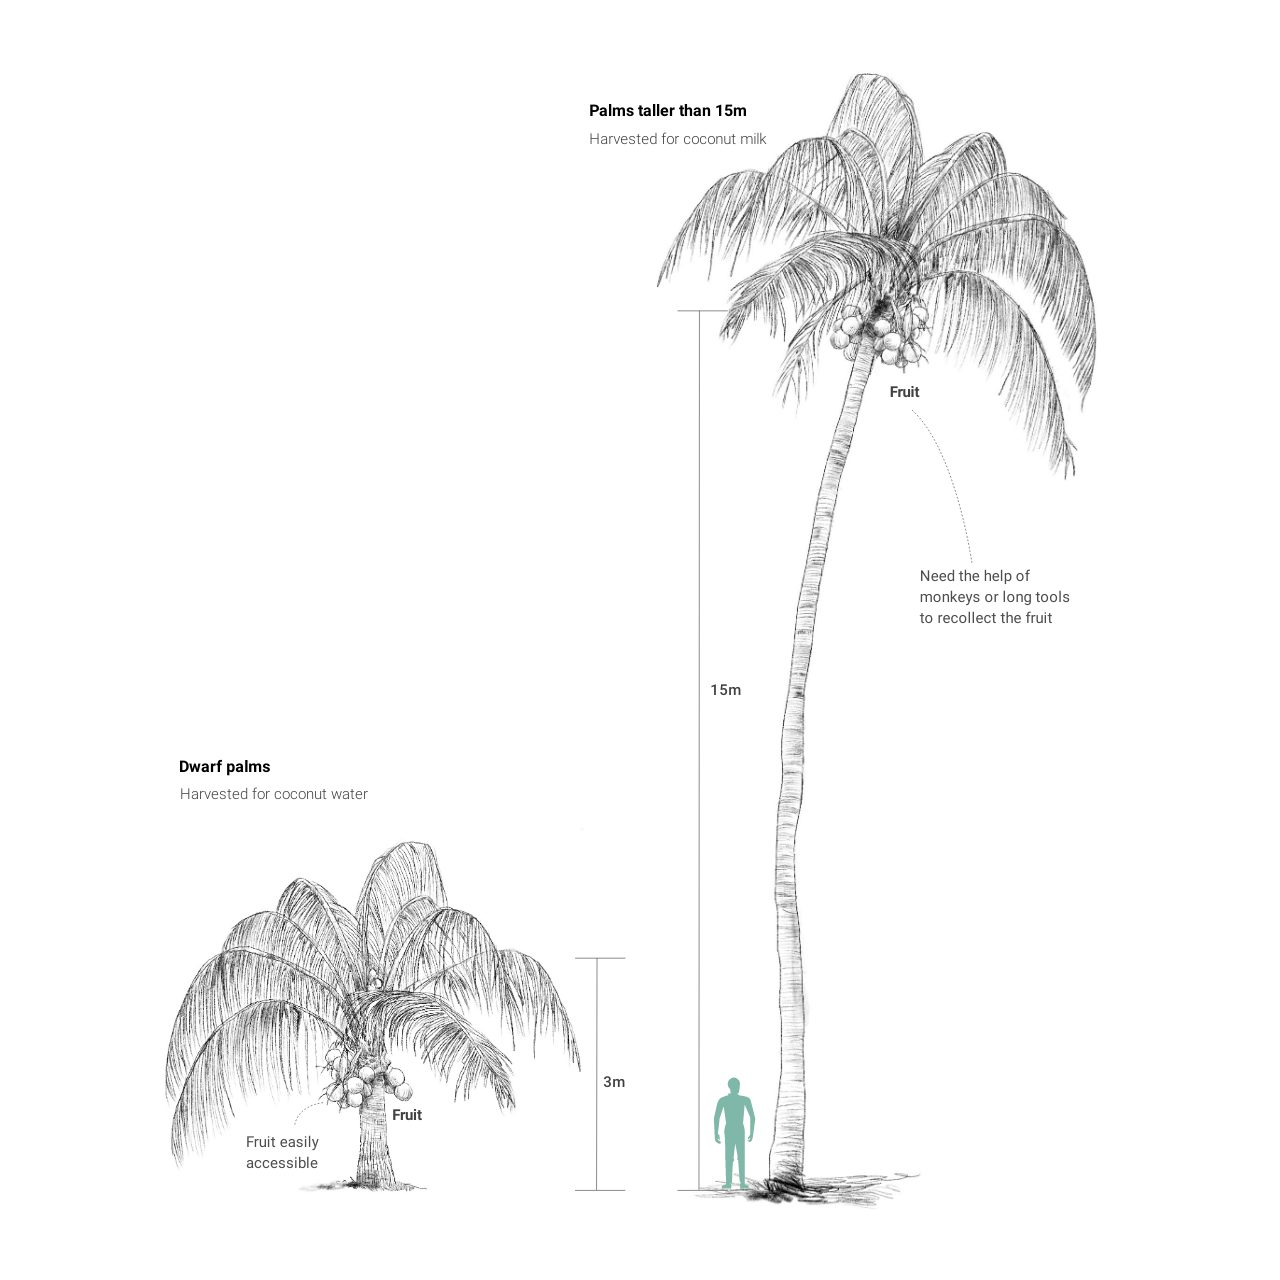 Palms taller than 15m
Harvested for coconut milk
Fruit
Need the help of
monkeys or long tools
to recollect the fruit
15m
Dwarf palms
Harvested for coconut water
3m
Fruit
Fruit easily
accessible